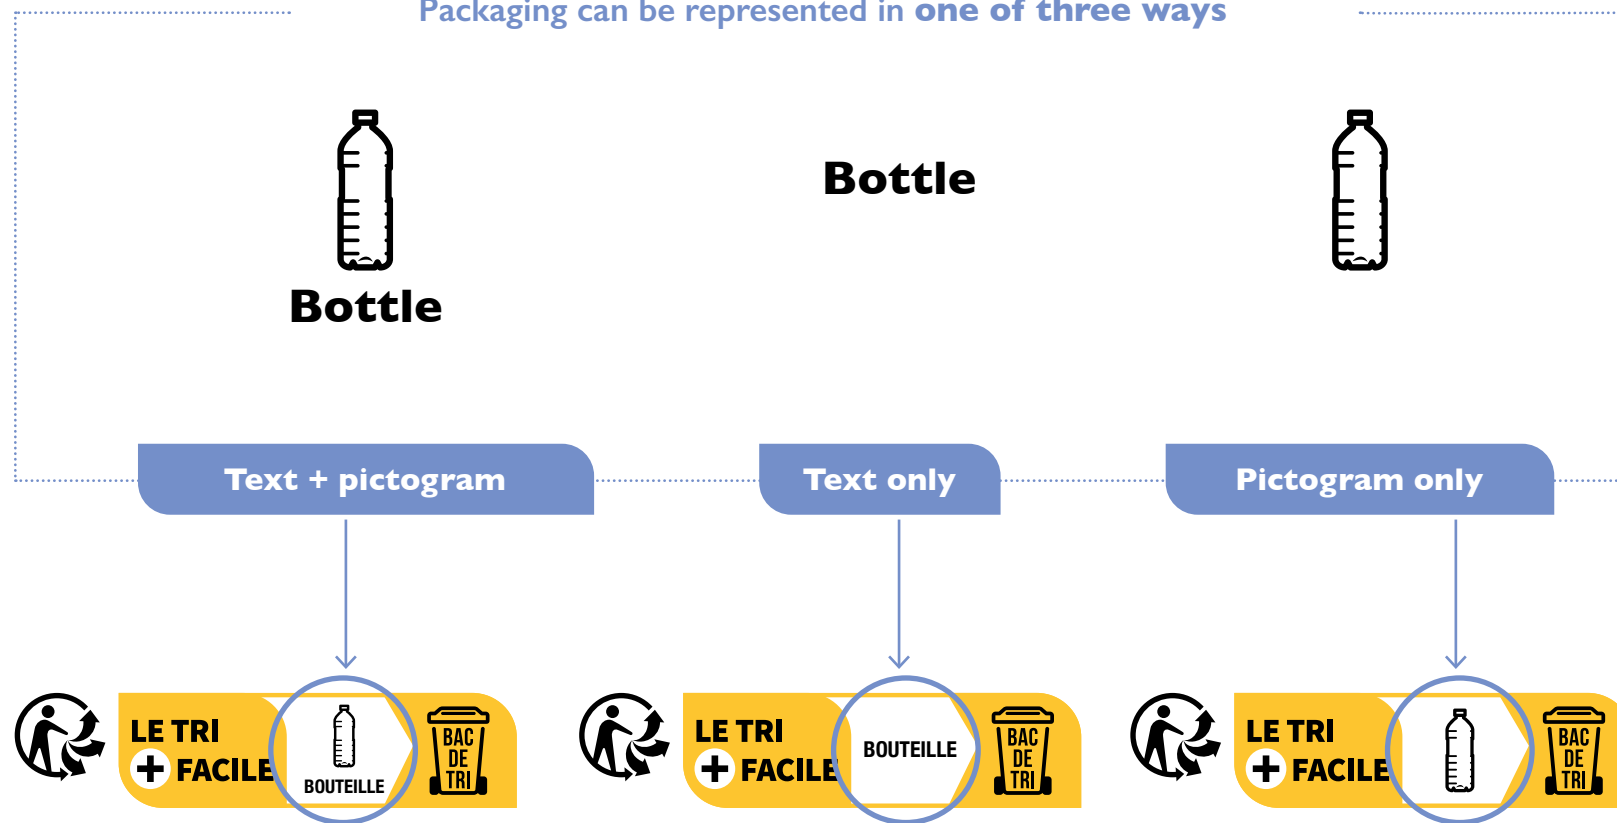 Packaging can be represented in one of three ways
Bottle
Bottle
Text + pictogram
Text only
Pictogram only
LE TRI
+ FACILE
BOUTEILLE
BAC
DE
TRI
LE TRI
+ FACILE
BOUTEILLE
BAC
DE
TRI
LE TRI
+ FACILE
BAC
DE
TRI